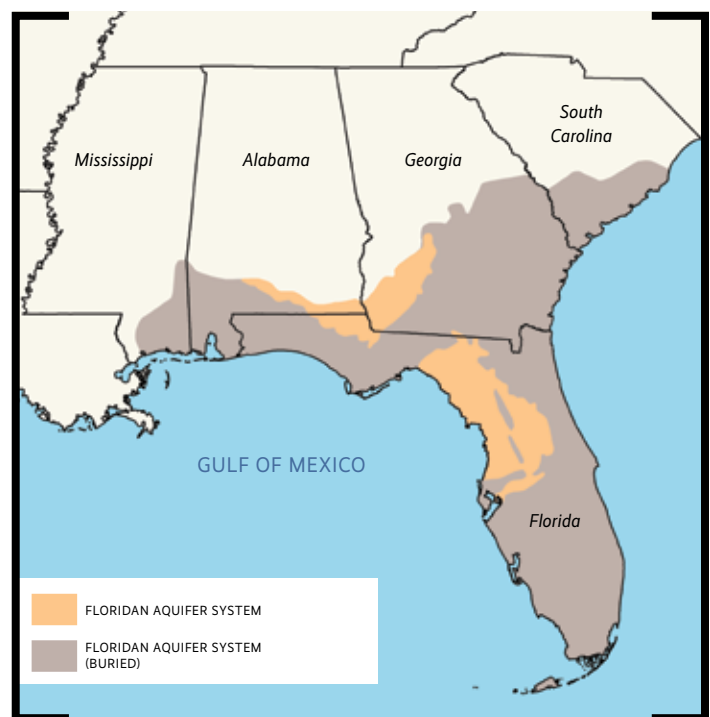 South
Carolina
Mississippi
Alabama
Georgia
GULF OF MEXICO
Florida
FLORIDAN AQUIFER SYSTEM
FLORIDAN AQUIFER SYSTEM
(BURIED)